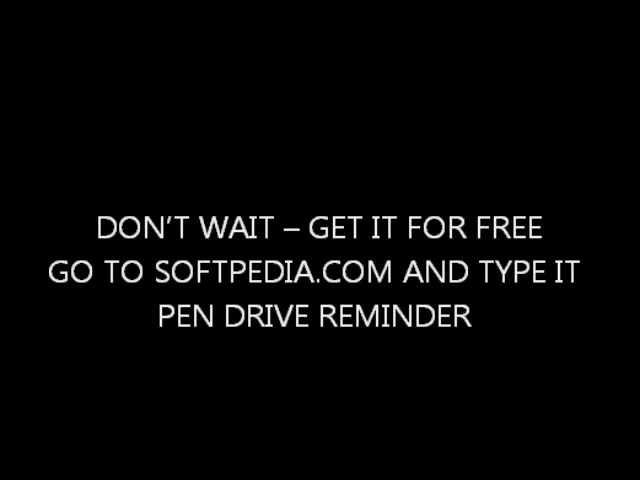 DON'T WAIT – GET IT FOR FREE
GO TO SOFTPEDIA.COM AND TYPE IT
PEN DRIVE REMINDER